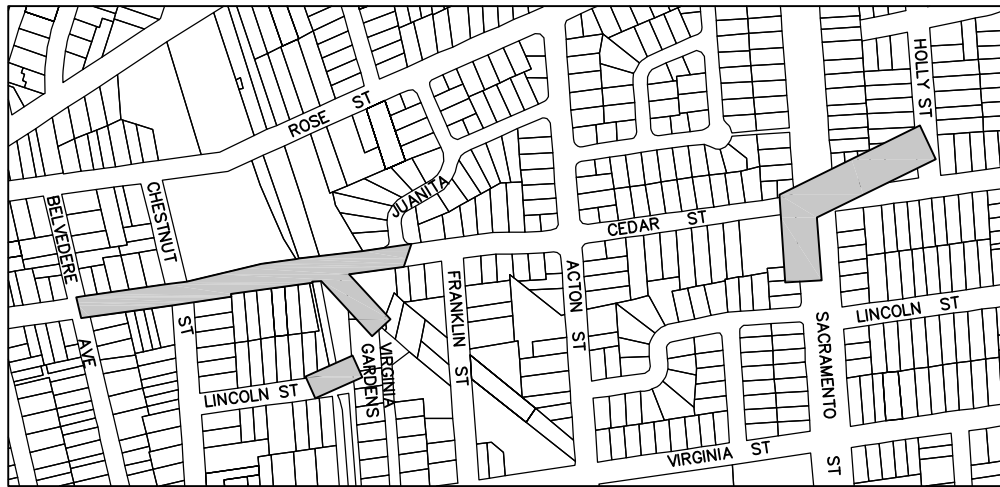 HOLLY ST
ROSE ST
JUANITA
BELVEDERE
AVE
CHESTNUT
ST
CEDAR ST
FRANKLIN ST
ACTON ST
LINCOLN ST
SACRAMENTO
ST
VIRGINIA
GARDENS
LINCOLN ST
VIRGINIA ST